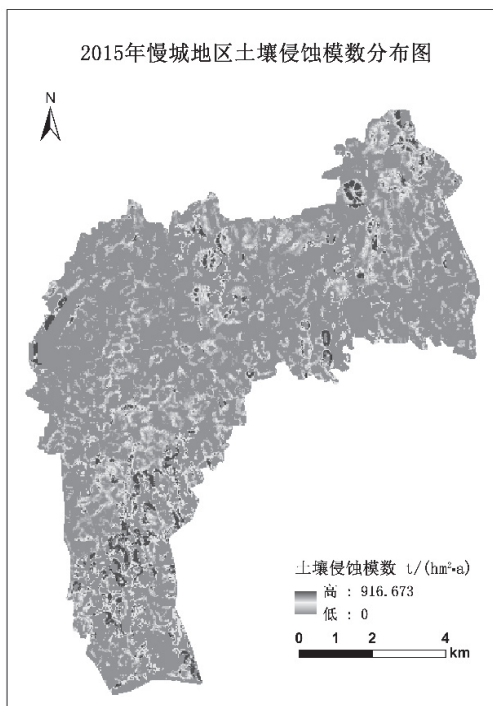 2015年慢城地区土壤侵蚀模数分布图
N
土壤侵蚀模数 t/(hm²·a)
高 : 916.673
低 : 0
0 1 2 4
km